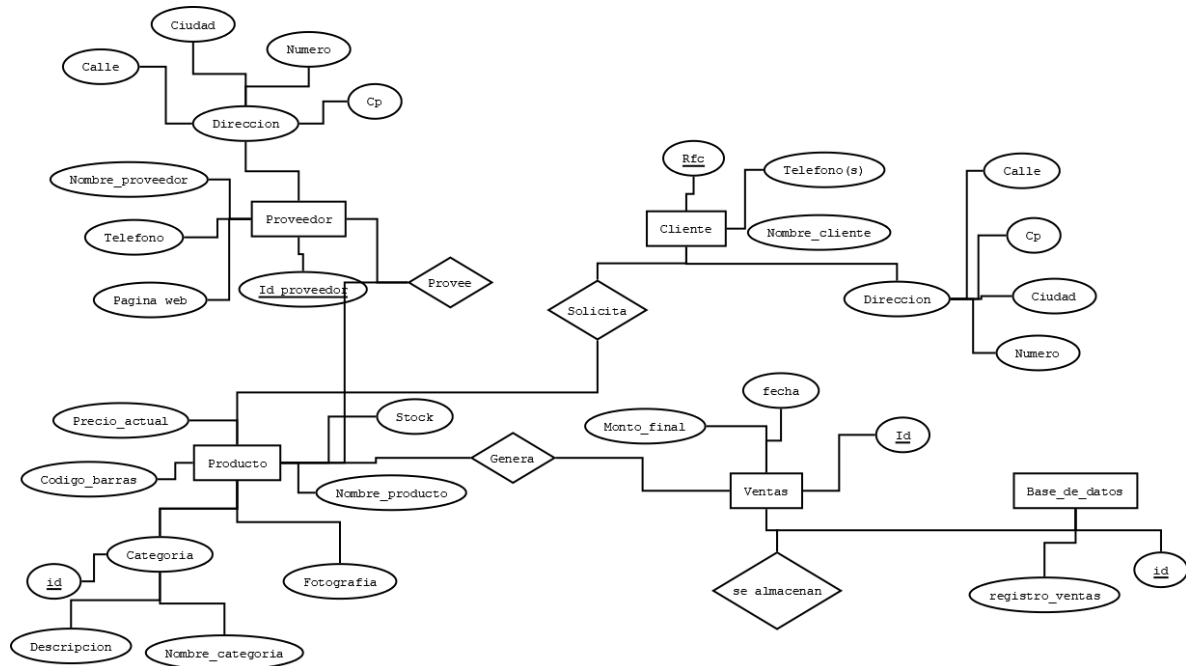 Ciudad
Numero
Calle
Cp
Direccion
Rfc
Telefono(s)
Calle
Nombre_proveedor
Proveedor
Cliente
Nombre_cliente
Cp
Telefono
Provee
Pagina web
Id proveedor
Solicita
Direccion
Ciudad
Numero
fecha
Precio_actual
Stock
Monto_final
Id
Producto
Genera
Codigo_barras
Nombre_producto
Ventas
Base_de_datos
Categoria
id
Fotografia
se almacenan
registro_ventas
id
Descripcion
Nombre_categoria